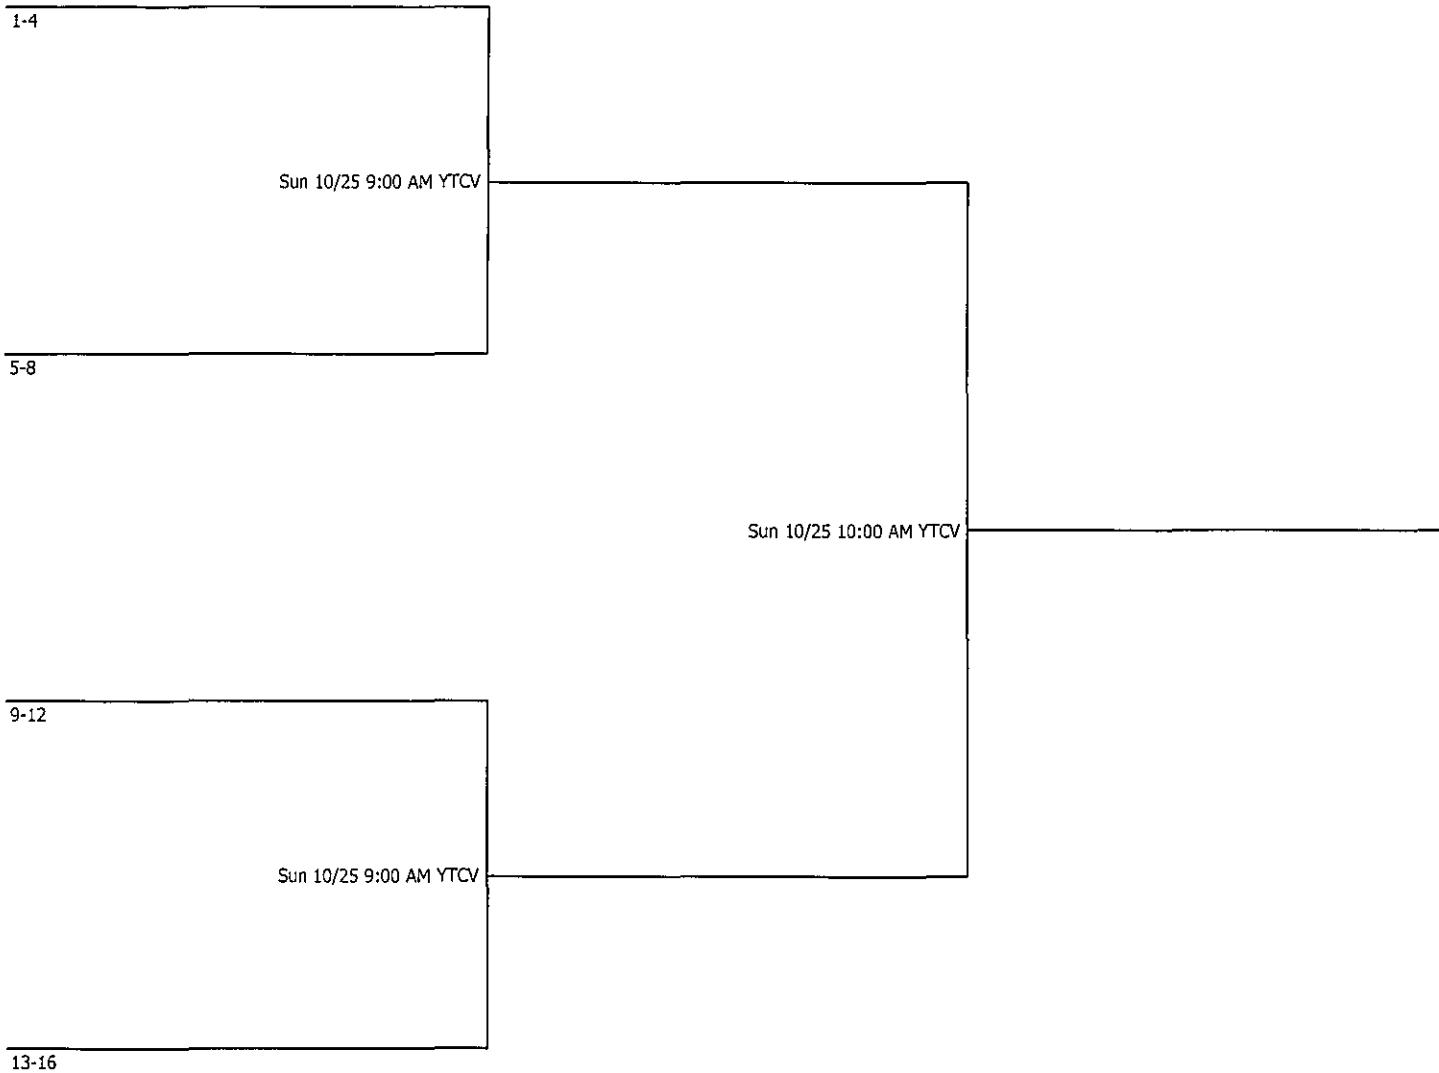 1-4
Sun 10/25 9:00 AM YTCV
5-8
Sun 10/25 10:00 AM YTCV
9-12
Sun 10/25 9:00 AM YTCV
13-16